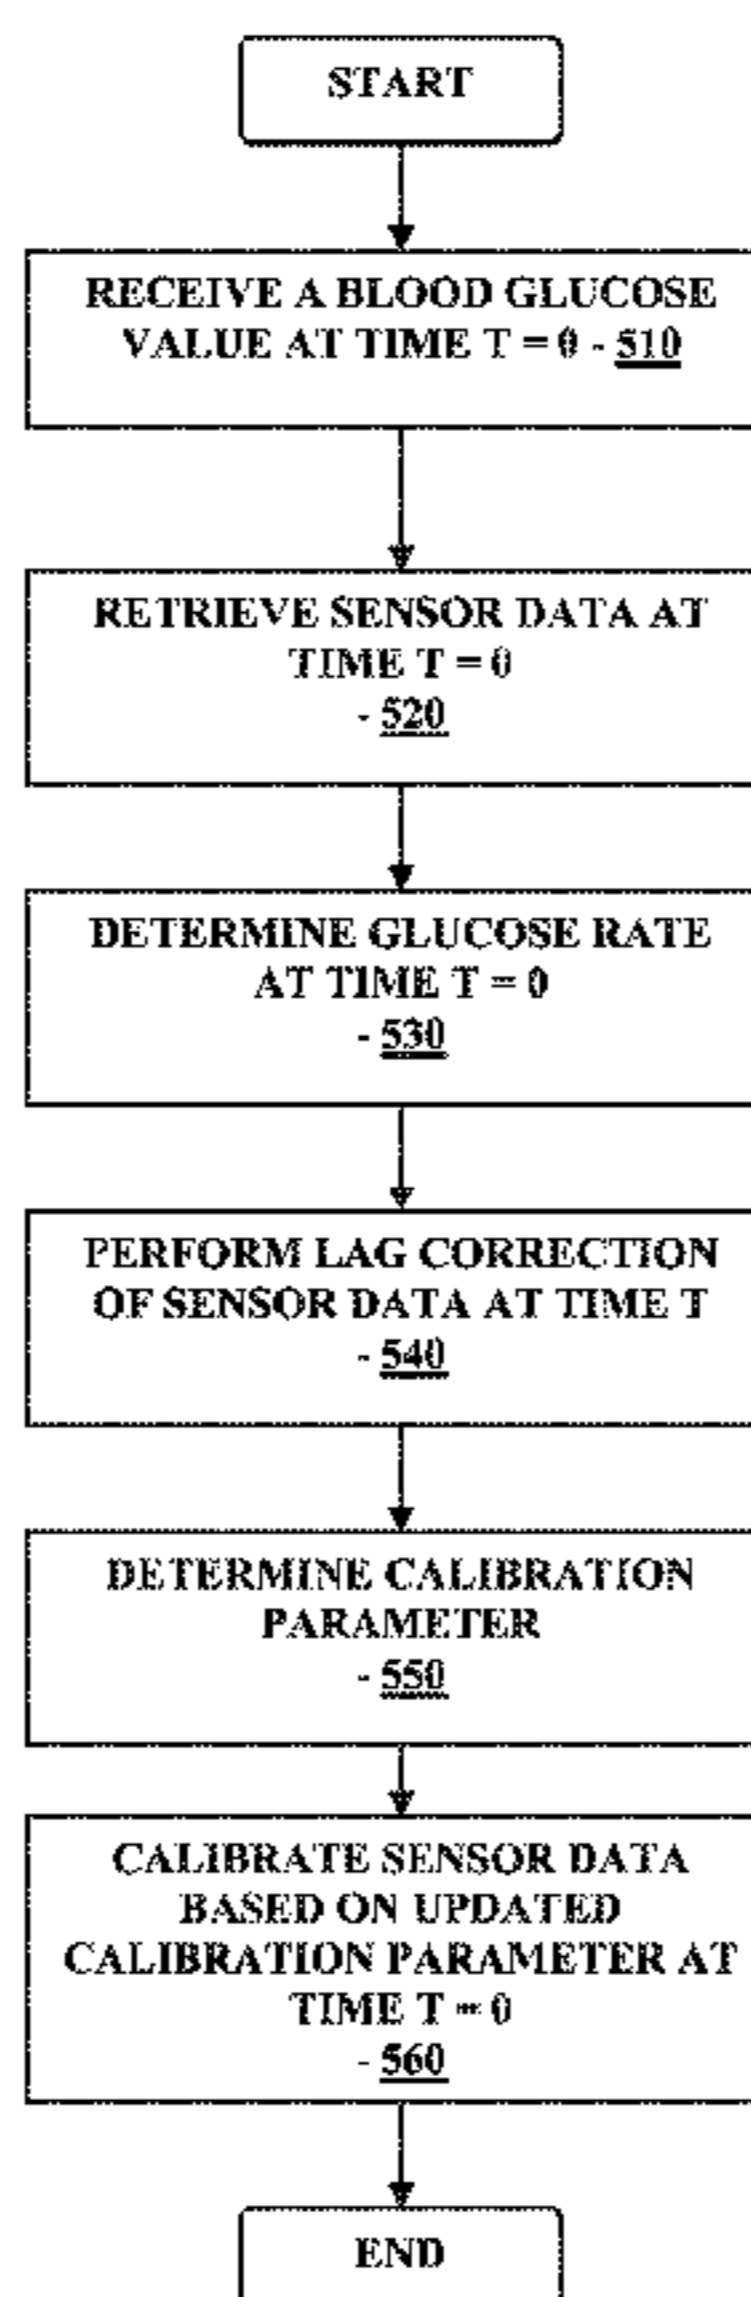 START
RECEIVE A BLOOD GLUCOSE
VALUE AT TIME T = 0 - 510
RETRIEVE SENSOR DATA AT
TIME T = 0
- 520
DETERMINE GLUCOSE RATE
AT TIME T = 0
- 530
PERFORM LAG CORRECTION
OF SENSOR DATA AT TIME T
- 540
DETERMINE CALIBRATION
PARAMETER
- 550
CALIBRATE SENSOR DATA
BASED ON UPDATED
CALIBRATION PARAMETER AT
TIME T = 0
- 560
END